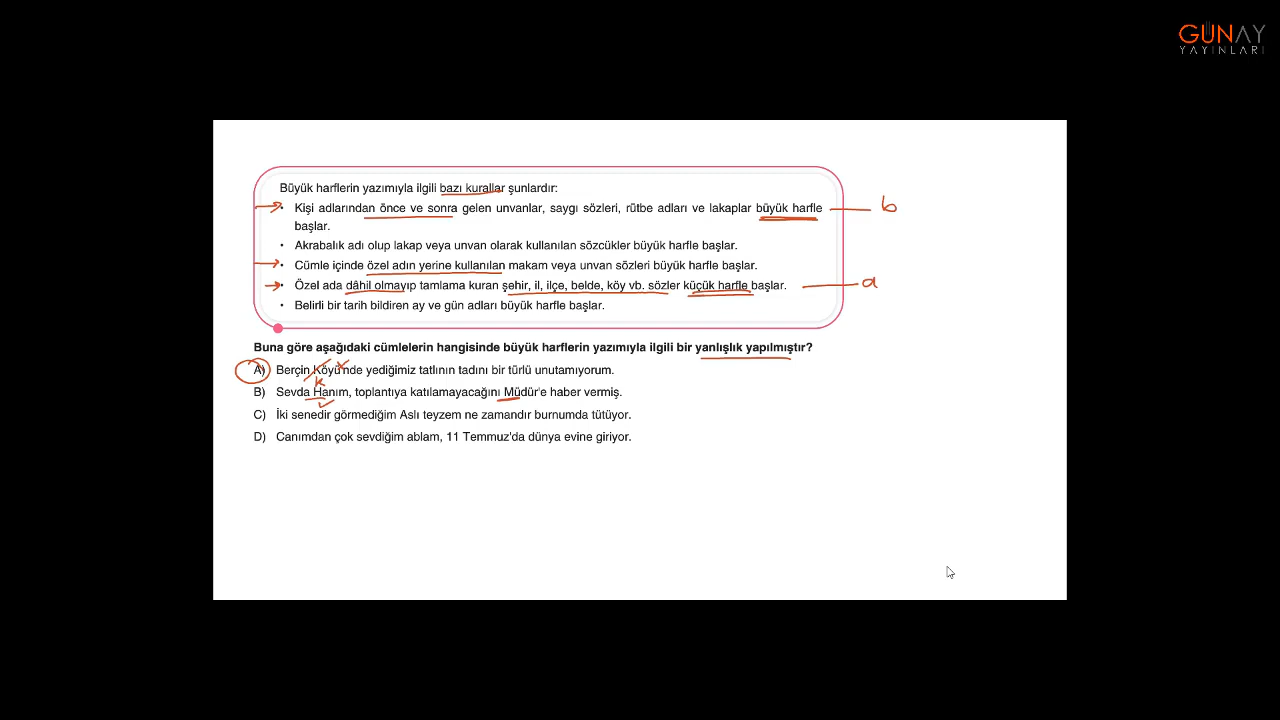 GÜNAY
YAYINLARI
Büyük harflerin yazımıyla ilgili bazı kurallar şunlardır:
• Kişi adlarından önce ve sonra gelen unvanlar, saygı sözleri, rütbe adları ve lakaplar büyük harfle b
başlar.
• Akrabalık adı olup lakap veya unvan olarak kullanılan sözcükler büyük harfle başlar.
• Cümle içinde özel adın yerine kullanılan makam veya unvan sözleri büyük harfle başlar.
• Özel ada dâhil olmayıp tamlama kuran şehir, il, ilçe, belde, köy vb. sözler küçük harfle başlar. a
• Belirli bir tarih bildiren ay ve gün adları büyük harfle başlar.
Buna göre aşağıdaki cümlelerin hangisinde büyük harflerin yazımıyla ilgili bir yanlışlık yapılmıştır?
A) Berçin Köyü'nde yediğimiz tatlının tadını bir türlü unutamıyorum.
k
B) Sevda Hanım, toplantıya katılamayacağını Müdür'e haber vermiş.
C) İki senedir görmediğim Aslı teyzem ne zamandır burnumda tütüyor.
D) Canımdan çok sevdiğim ablam, 11 Temmuz'da dünya evine giriyor.